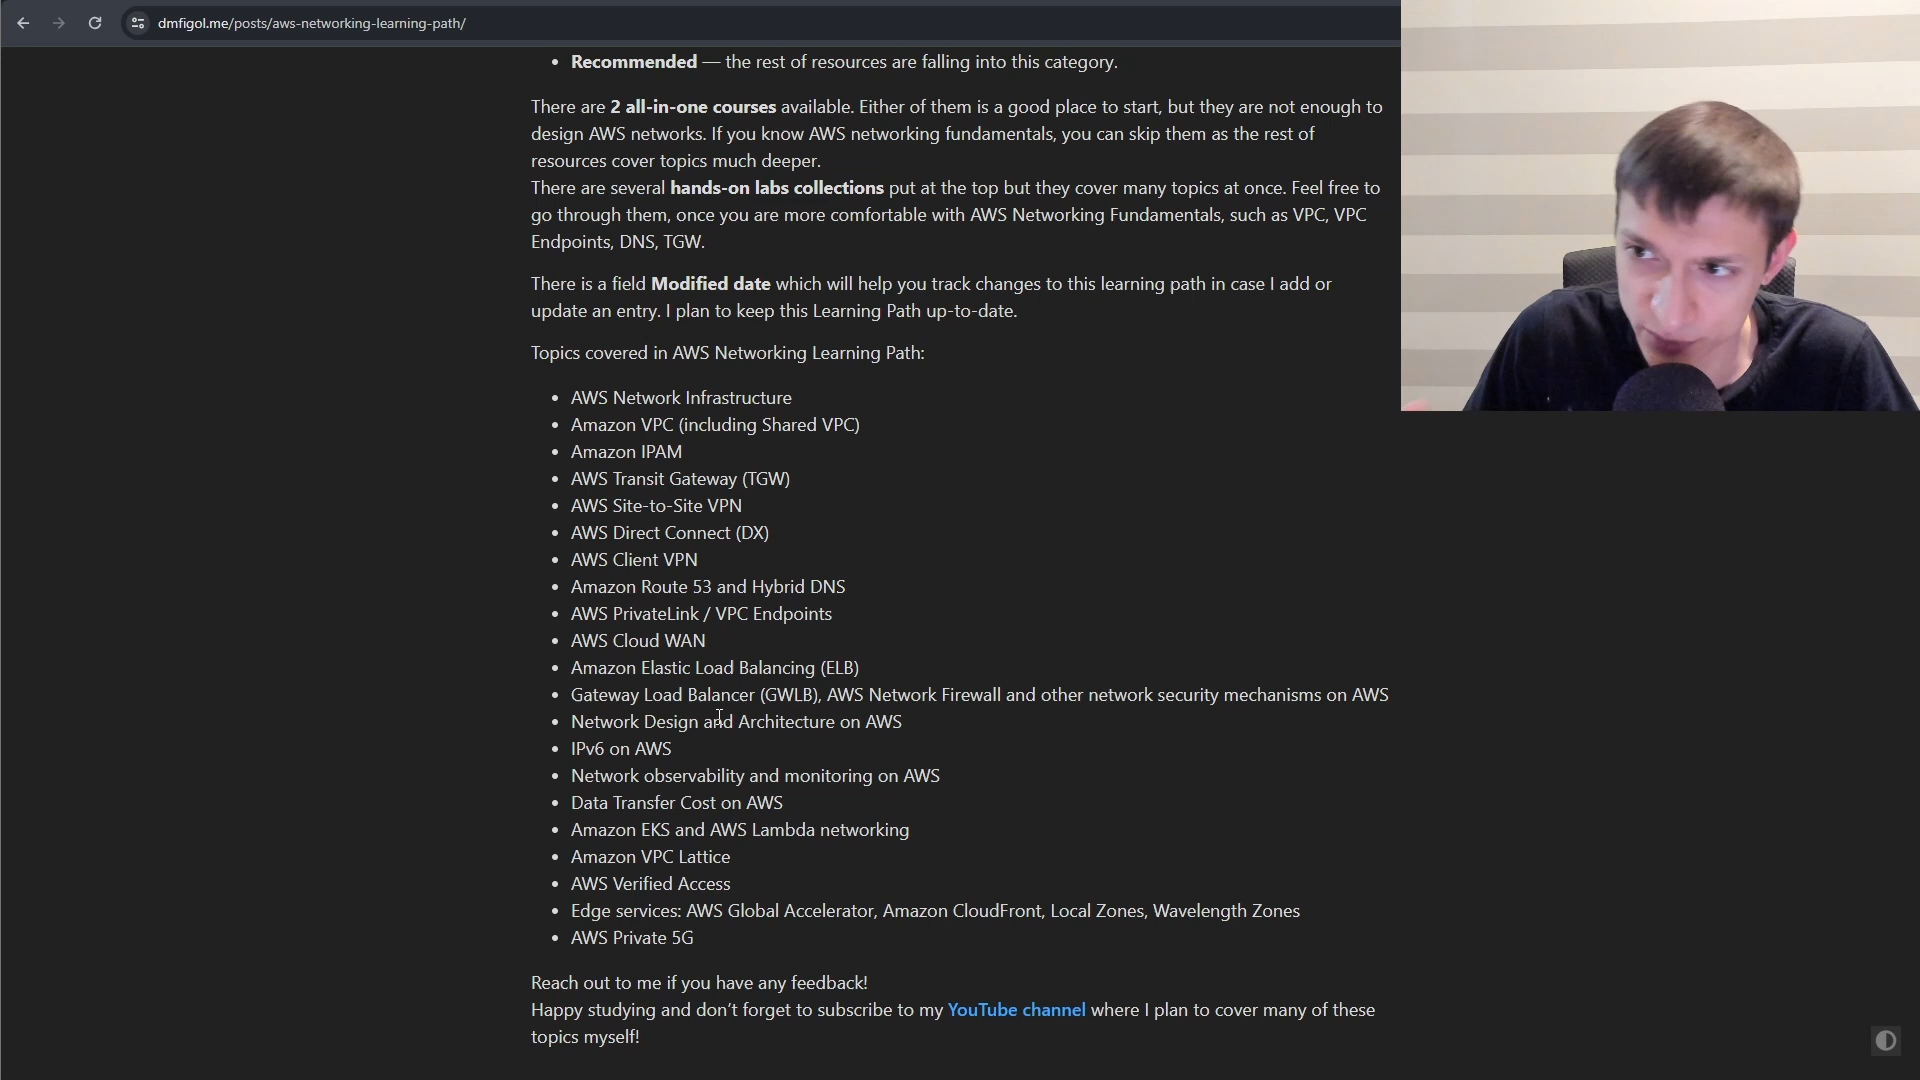 dmfigol.me/posts/aws-networking-learning-path/
• Recommended — the rest of resources are falling into this category.
There are 2 all-in-one courses available. Either of them is a good place to start, but they are not enough to
design AWS networks. If you know AWS networking fundamentals, you can skip them as the rest of
resources cover topics much deeper.
There are several hands-on labs collections put at the top but they cover many topics at once. Feel free to
go through them, once you are more comfortable with AWS Networking Fundamentals, such as VPC, VPC
Endpoints, DNS, TGW.
There is a field Modified date which will help you track changes to this learning path in case I add or
update an entry. I plan to keep this Learning Path up-to-date.
Topics covered in AWS Networking Learning Path:
• AWS Network Infrastructure
• Amazon VPC (including Shared VPC)
• Amazon IPAM
• AWS Transit Gateway (TGW)
• AWS Site-to-Site VPN
• AWS Direct Connect (DX)
• AWS Client VPN
• Amazon Route 53 and Hybrid DNS
• AWS PrivateLink / VPC Endpoints
• AWS Cloud WAN
• Amazon Elastic Load Balancing (ELB)
• Gateway Load Balancer (GWLB), AWS Network Firewall and other network security mechanisms on AWS
• Network Design and Architecture on AWS
• IPv6 on AWS
• Network observability and monitoring on AWS
• Data Transfer Cost on AWS
• Amazon EKS and AWS Lambda networking
• Amazon VPC Lattice
• AWS Verified Access
• Edge services: AWS Global Accelerator, Amazon CloudFront, Local Zones, Wavelength Zones
• AWS Private 5G
Reach out to me if you have any feedback!
Happy studying and don’t forget to subscribe to my YouTube channel where I plan to cover many of these
topics myself!